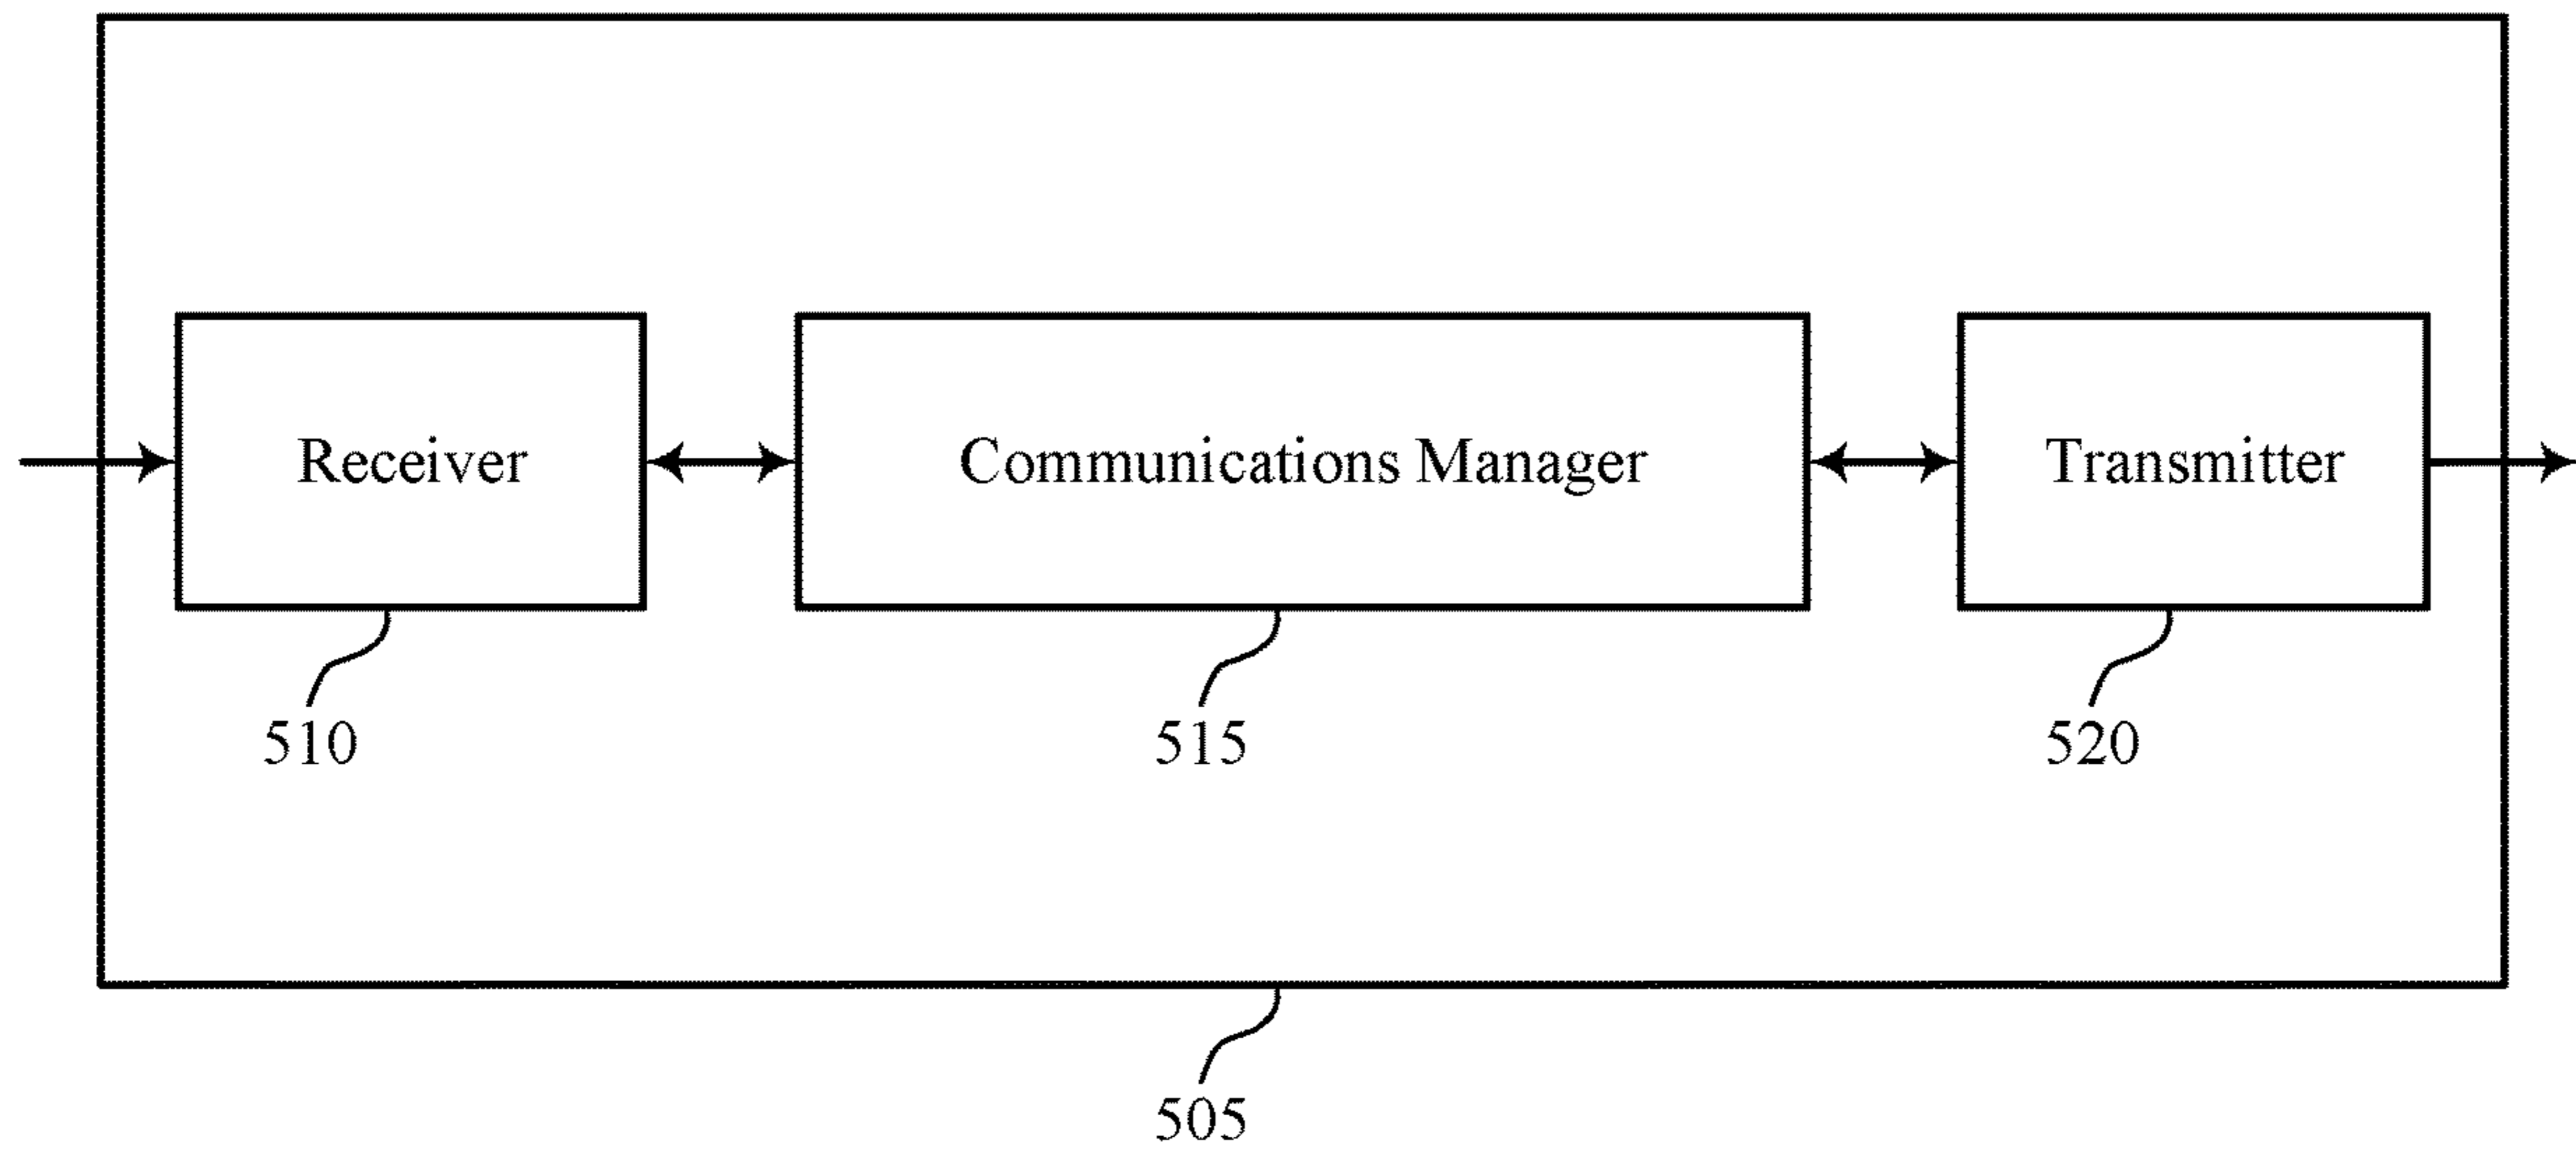 Receiver
Communications Manager
Transmitter
510
515
520
505